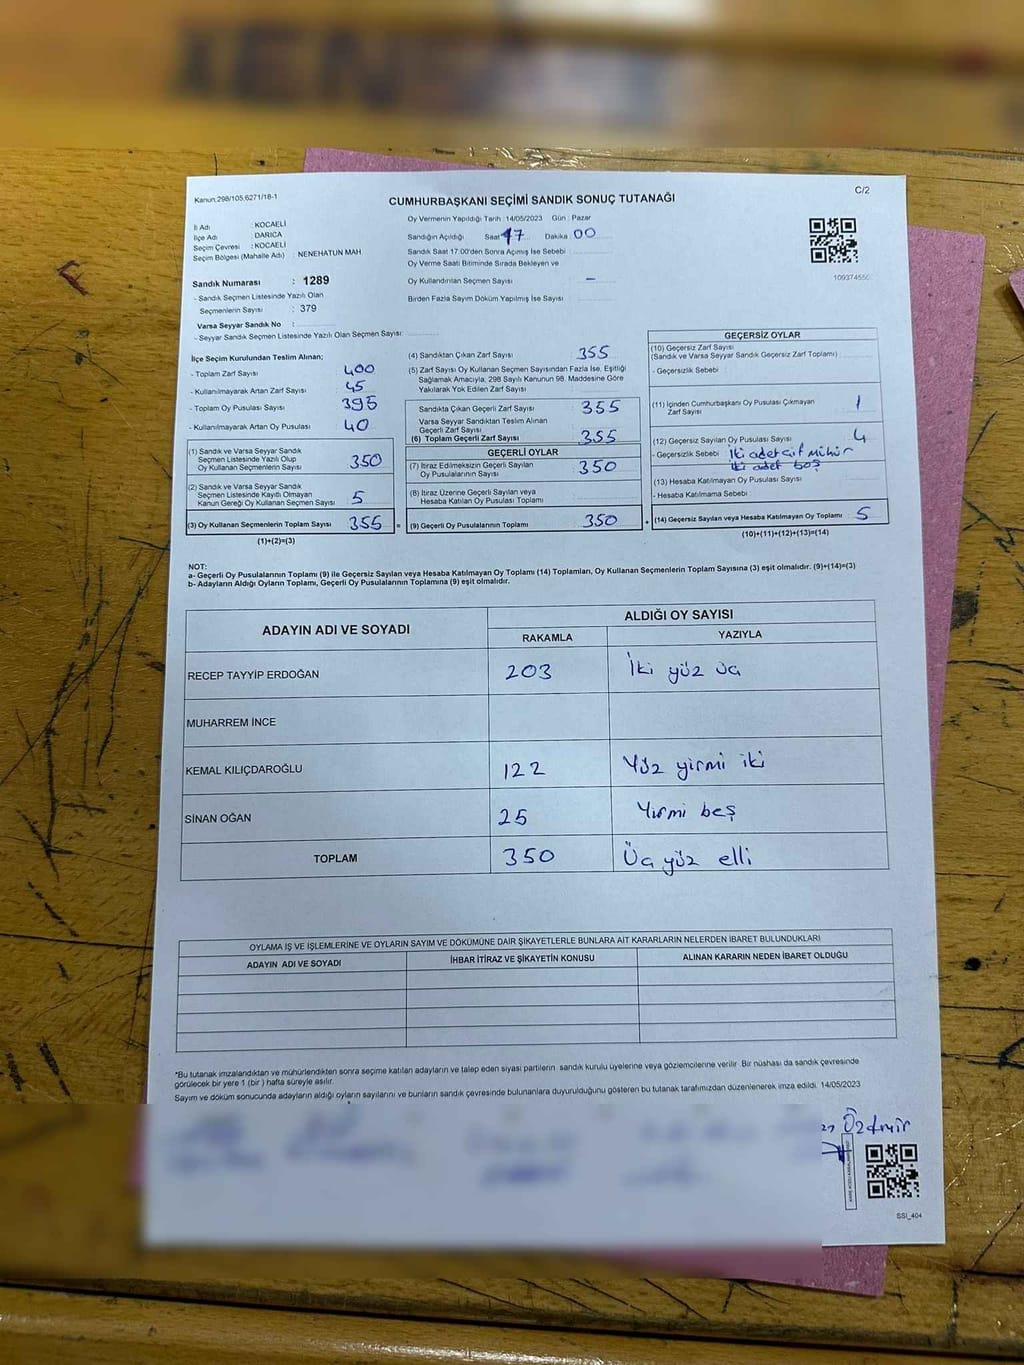 Kanun:298/105.6271/18-1
C/2
CUMHURBAŞKANI SEÇİMİ SANDIK SONUÇ TUTANAĞI
İl Adı : KOCAELİ
İlçe Adı : DARICA
Seçim Çevresi : KOCAELİ
Seçim Bölgesi (Mahalle Adı) NENEHATUN MAH
Oy Vermenin Yapıldığı Tarih : 14/05/2023 Gün : Pazar
Sandığın Açıldığı Saat 17 Dakika 00
Sandık Saat 17:00'den Sonra Açılmış İse Sebebi
Oy Verme Saati Bitiminde Sırada Bekleyen ve
Oy Kullandırılan Seçmen Sayısı –
Birden Fazla Sayım Döküm Yapılmış İse Sayısı
Sandık Numarası : 1289
- Sandık Seçmen Listesinde Yazılı Olan
Seçmenlerin Sayısı : 379
Varsa Seyyar Sandık No :
- Seyyar Sandık Seçmen Listesinde Yazılı Olan Seçmen Sayısı:
İlçe Seçim Kurulundan Teslim Alınan;
- Toplam Zarf Sayısı 400
- Kullanılmayarak Artan Zarf Sayısı 45
- Toplam Oy Pusulası Sayısı 395
- Kullanılmayarak Artan Oy Pusulası 40
(1) Sandık ve Varsa Seyyar Sandık
Seçmen Listesinde Yazılı Olup
Oy Kullanan Seçmenlerin Sayısı 350
(2) Sandık ve Varsa Seyyar Sandık
Seçmen Listesinde Kayıtlı Olmayan
Kanun Gereği Oy Kullanan Seçmen Sayısı 5
(3) Oy Kullanan Seçmenlerin Toplam Sayısı 355 =
(1)+(2)=(3)
(4) Sandıktan Çıkan Zarf Sayısı 355
(5) Zarf Sayısı Oy Kullanan Seçmen Sayısından Fazla İse, Eşitliği
Sağlamak Amacıyla, 298 Sayılı Kanunun 98. Maddesine Göre
Yakılarak Yok Edilen Zarf Sayısı
Sandıkta Çıkan Geçerli Zarf Sayısı 355
Varsa Seyyar Sandıktan Teslim Alınan
Geçerli Zarf Sayısı
(6) Toplam Geçerli Zarf Sayısı 355
GEÇERLİ OYLAR
(7) İtiraz Edilmeksizin Geçerli Sayılan
Oy Pusulalarının Sayısı 350
(8) İtiraz Üzerine Geçerli Sayılan veya
Hesaba Katılan Oy Pusulası Toplamı
(9) Geçerli Oy Pusulalarının Toplamı 350 +
GEÇERSİZ OYLAR
(10) Geçersiz Zarf Sayısı
(Sandık ve Varsa Seyyar Sandık Geçersiz Zarf Toplamı)
- Geçersizlik Sebebi
(11) İçinden Cumhurbaşkanı Oy Pusulası Çıkmayan
Zarf Sayısı 1
(12) Geçersiz Sayılan Oy Pusulası Sayısı 4
- Geçersizlik Sebebi İki adet çift mühür
İki adet boş
(13) Hesaba Katılmayan Oy Pusulası Sayısı
- Hesaba Katılmama Sebebi
(14) Geçersiz Sayılan veya Hesaba Katılmayan Oy Toplamı 5
(10)+(11)+(12)+(13)=(14)
NOT:
a- Geçerli Oy Pusulalarının Toplamı (9) ile Geçersiz Sayılan veya Hesaba Katılmayan Oy Toplamı (14) Toplamları, Oy Kullanan Seçmenlerin Toplam Sayısına (3) eşit olmalıdır. (9)+(14)=(3)
b- Adayların Aldığı Oyların Toplamı, Geçerli Oy Pusulalarının Toplamına (9) eşit olmalıdır.
ADAYIN ADI VE SOYADI
ALDIĞI OY SAYISI
RAKAMLA YAZIYLA
RECEP TAYYİP ERDOĞAN 203 İki yüz üç
MUHARREM İNCE
KEMAL KILIÇDAROĞLU 122 Yüz yirmi iki
SİNAN OĞAN 25 Yirmi beş
TOPLAM 350 Üç yüz elli
OYLAMA İŞ VE İŞLEMLERİNE VE OYLARIN SAYIM VE DÖKÜMÜNE DAİR ŞİKAYETLERLE BUNLARA AİT KARARLARIN NELERDEN İBARET BULUNDUKLARI
ADAYIN ADI VE SOYADI İHBAR İTİRAZ VE ŞİKAYETİN KONUSU ALINAN KARARIN NEDEN İBARET OLDUĞU
*Bu tutanak imzalandıktan ve mühürlendikten sonra seçime katılan adayların ve talep eden siyasi partilerin sandık kurulu üyelerine veya gözlemcilerine verilir. Bir nüshası da sandık çevresinde
görülecek bir yere 1 (bir) hafta süreyle asılır.
Sayım ve döküm sonucunda adayların aldığı oyların sayılarını ve bunların sandık çevresinde bulunanlara duyurulduğunu gösteren bu tutanak tarafımızdan düzenlenerek imza edildi. 14/05/2023
Özdemir
SSI_404